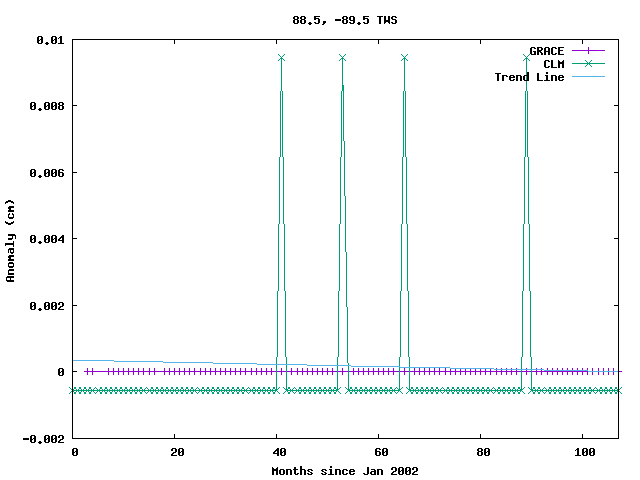 88.5, -89.5 TWS
0.01
0.008
0.006
0.004
0.002
0
-0.002
Anomaly (cm)
GRACE
CLM
Trend Line
0 20 40 60 80 100
Months since Jan 2002